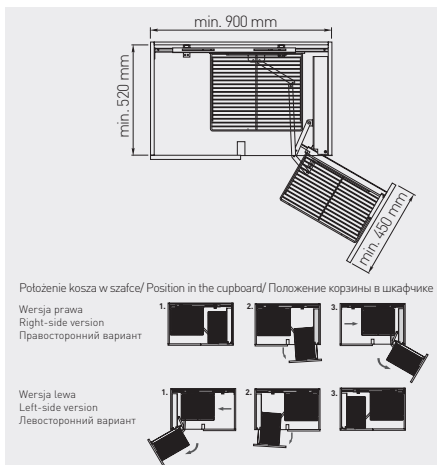 min. 900 mm
min. 520 mm
min. 450 mm
Położenie kosza w szafce/ Position in the cupboard/ Положение корзины в шкафчике
Wersja prawa
Right-side version
Правосторонний вариант
1.
2.
3.
Wersja lewa
Left-side version
Левосторонний вариант
1.
2.
3.